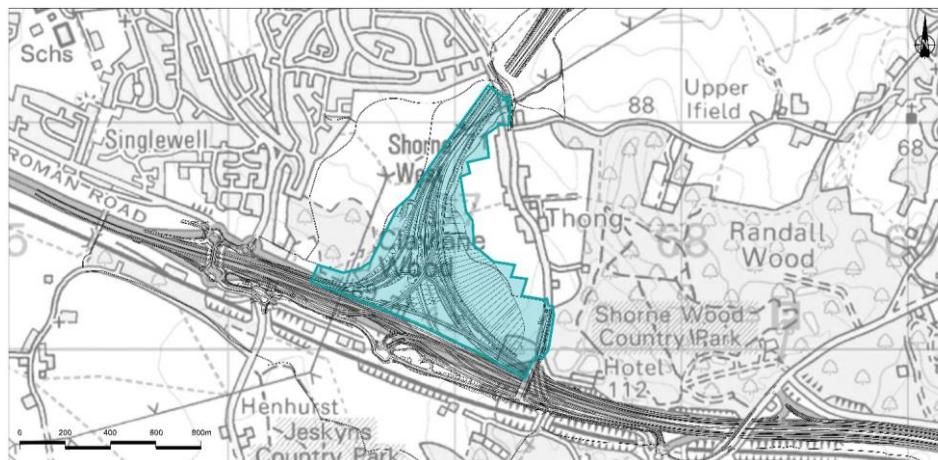 Schs
Singlewell
ROMAN ROAD
Upper
Ifield
88
68
Shorne
Thong
Wood
Randall
Wood
68
Shorne Wood
Country Park
Hotel
112
Henhurst
Jeskyns
Country Park
0 200 400 600 800m
N